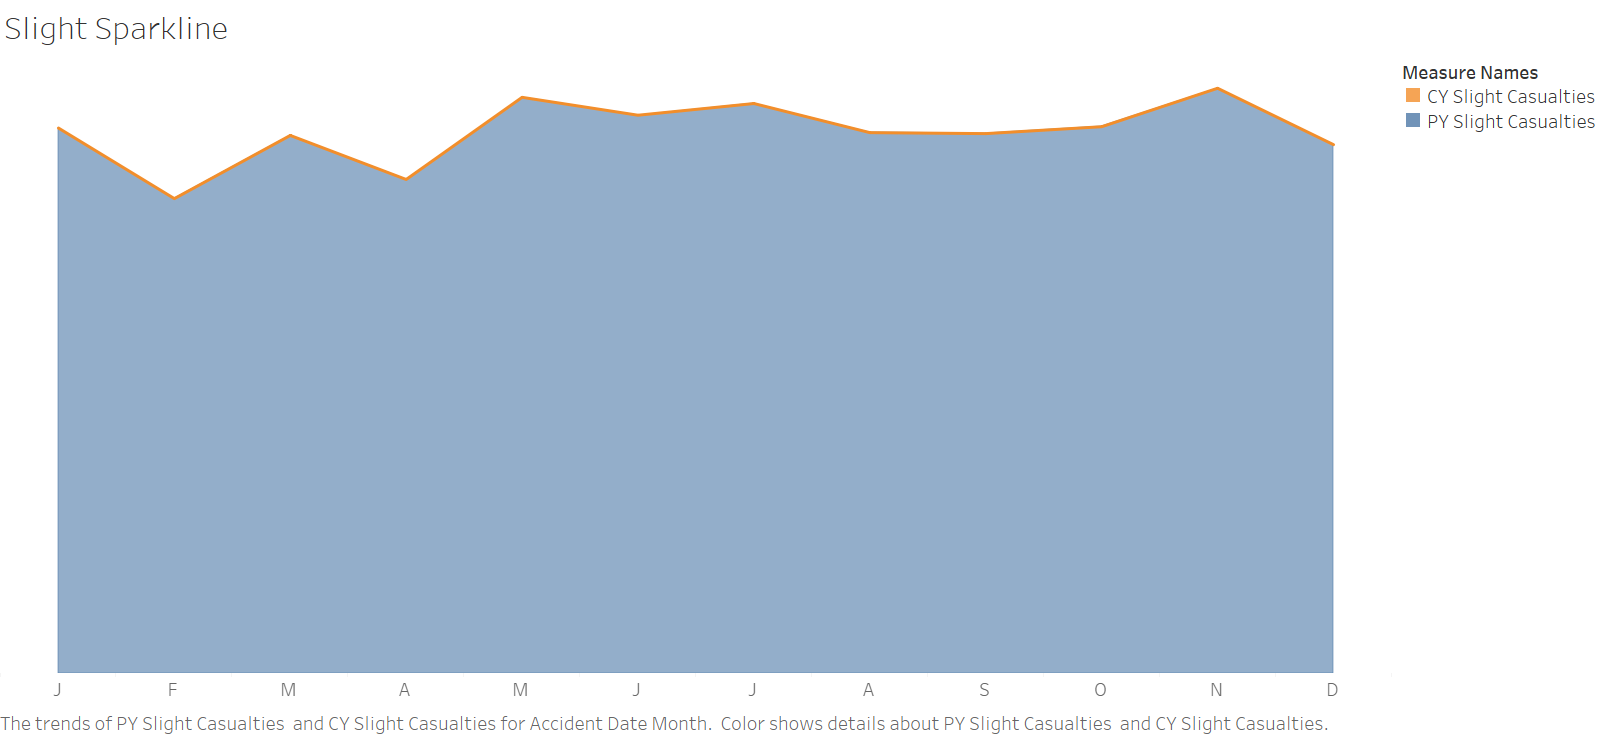 Slight Sparkline
Measure Names
CY Slight Casualties
PY Slight Casualties
J F M A M J J A S O N D
The trends of PY Slight Casualties  and CY Slight Casualties for Accident Date Month.  Color shows details about PY Slight Casualties  and CY Slight Casualties.